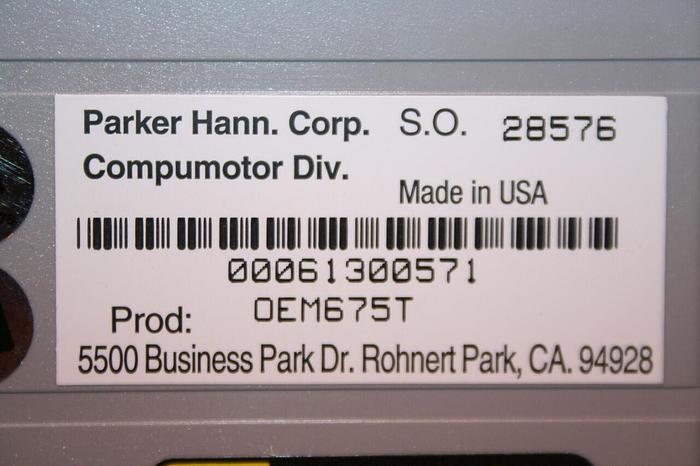 Parker Hann. Corp. S.O. 28576
Compumotor Div.
Made in USA
00061300571
Prod: OEM675T
5500 Business Park Dr. Rohnert Park, CA. 94928